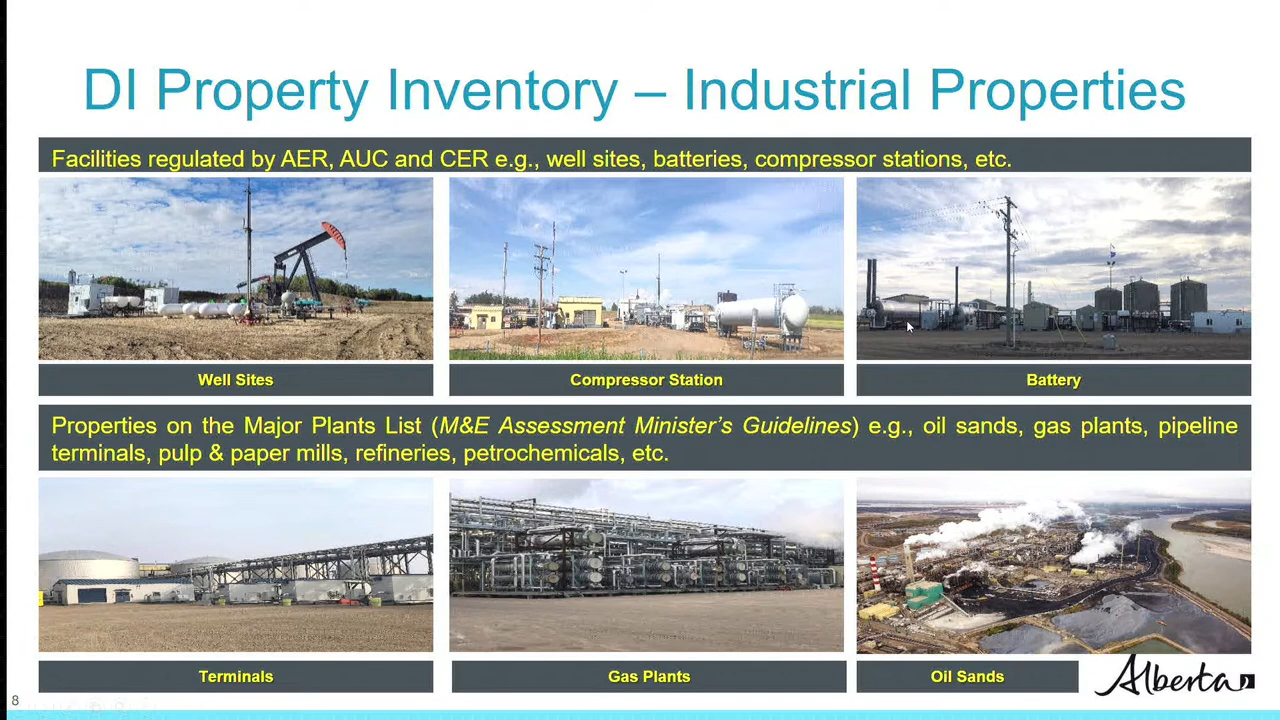 DI Property Inventory – Industrial Properties
Facilities regulated by AER, AUC and CER e.g., well sites, batteries, compressor stations, etc.
Well Sites
Compressor Station
Battery
Properties on the Major Plants List (M&E Assessment Minister’s Guidelines) e.g., oil sands, gas plants, pipeline
terminals, pulp & paper mills, refineries, petrochemicals, etc.
Terminals
Gas Plants
Oil Sands
Alberta
8